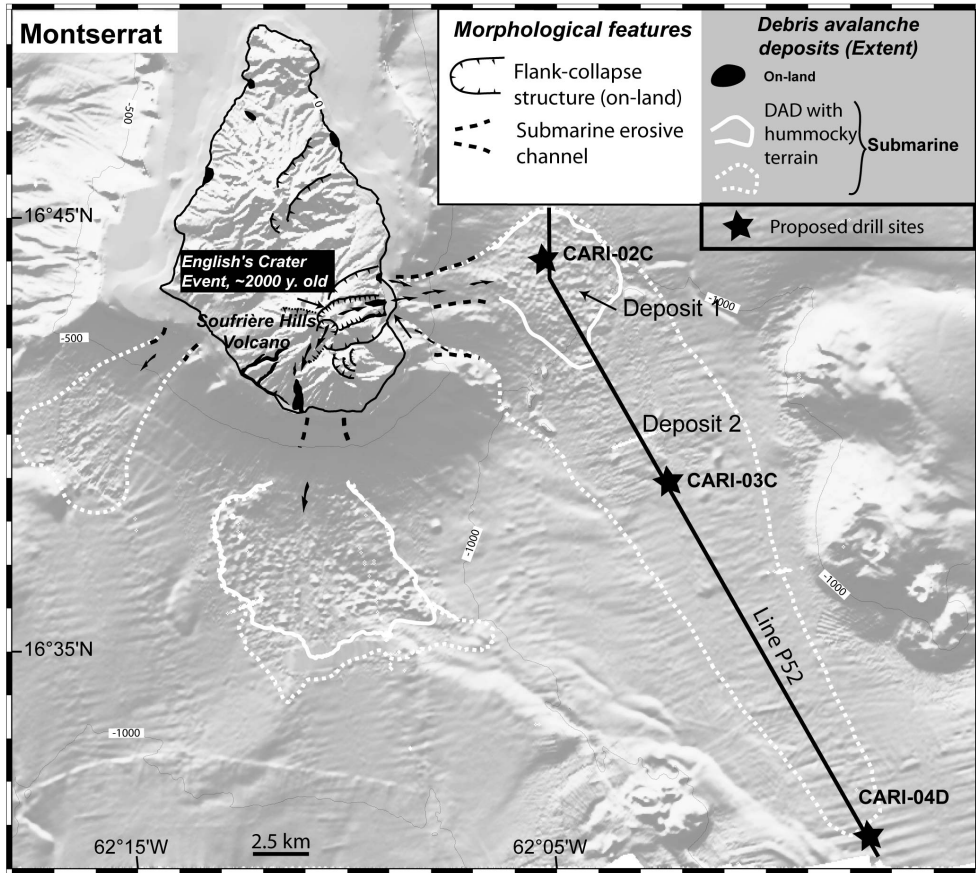 Montserrat
Morphological features
Flank-collapse
structure (on-land)
Submarine erosive
channel
Debris avalanche
deposits (Extent)
On-land
DAD with
hummocky
terrain
Submarine
Proposed drill sites
-500
0
16°45'N
English's Crater
Event, ~2000 y. old
Soufrière Hills
Volcano
-500
CARI-02C
Deposit 1
-1000
Deposit 2
CARI-03C
-1000
-1000
Line P52
16°35'N
-1000
CARI-04D
62°15'W
2.5 km
62°05'W